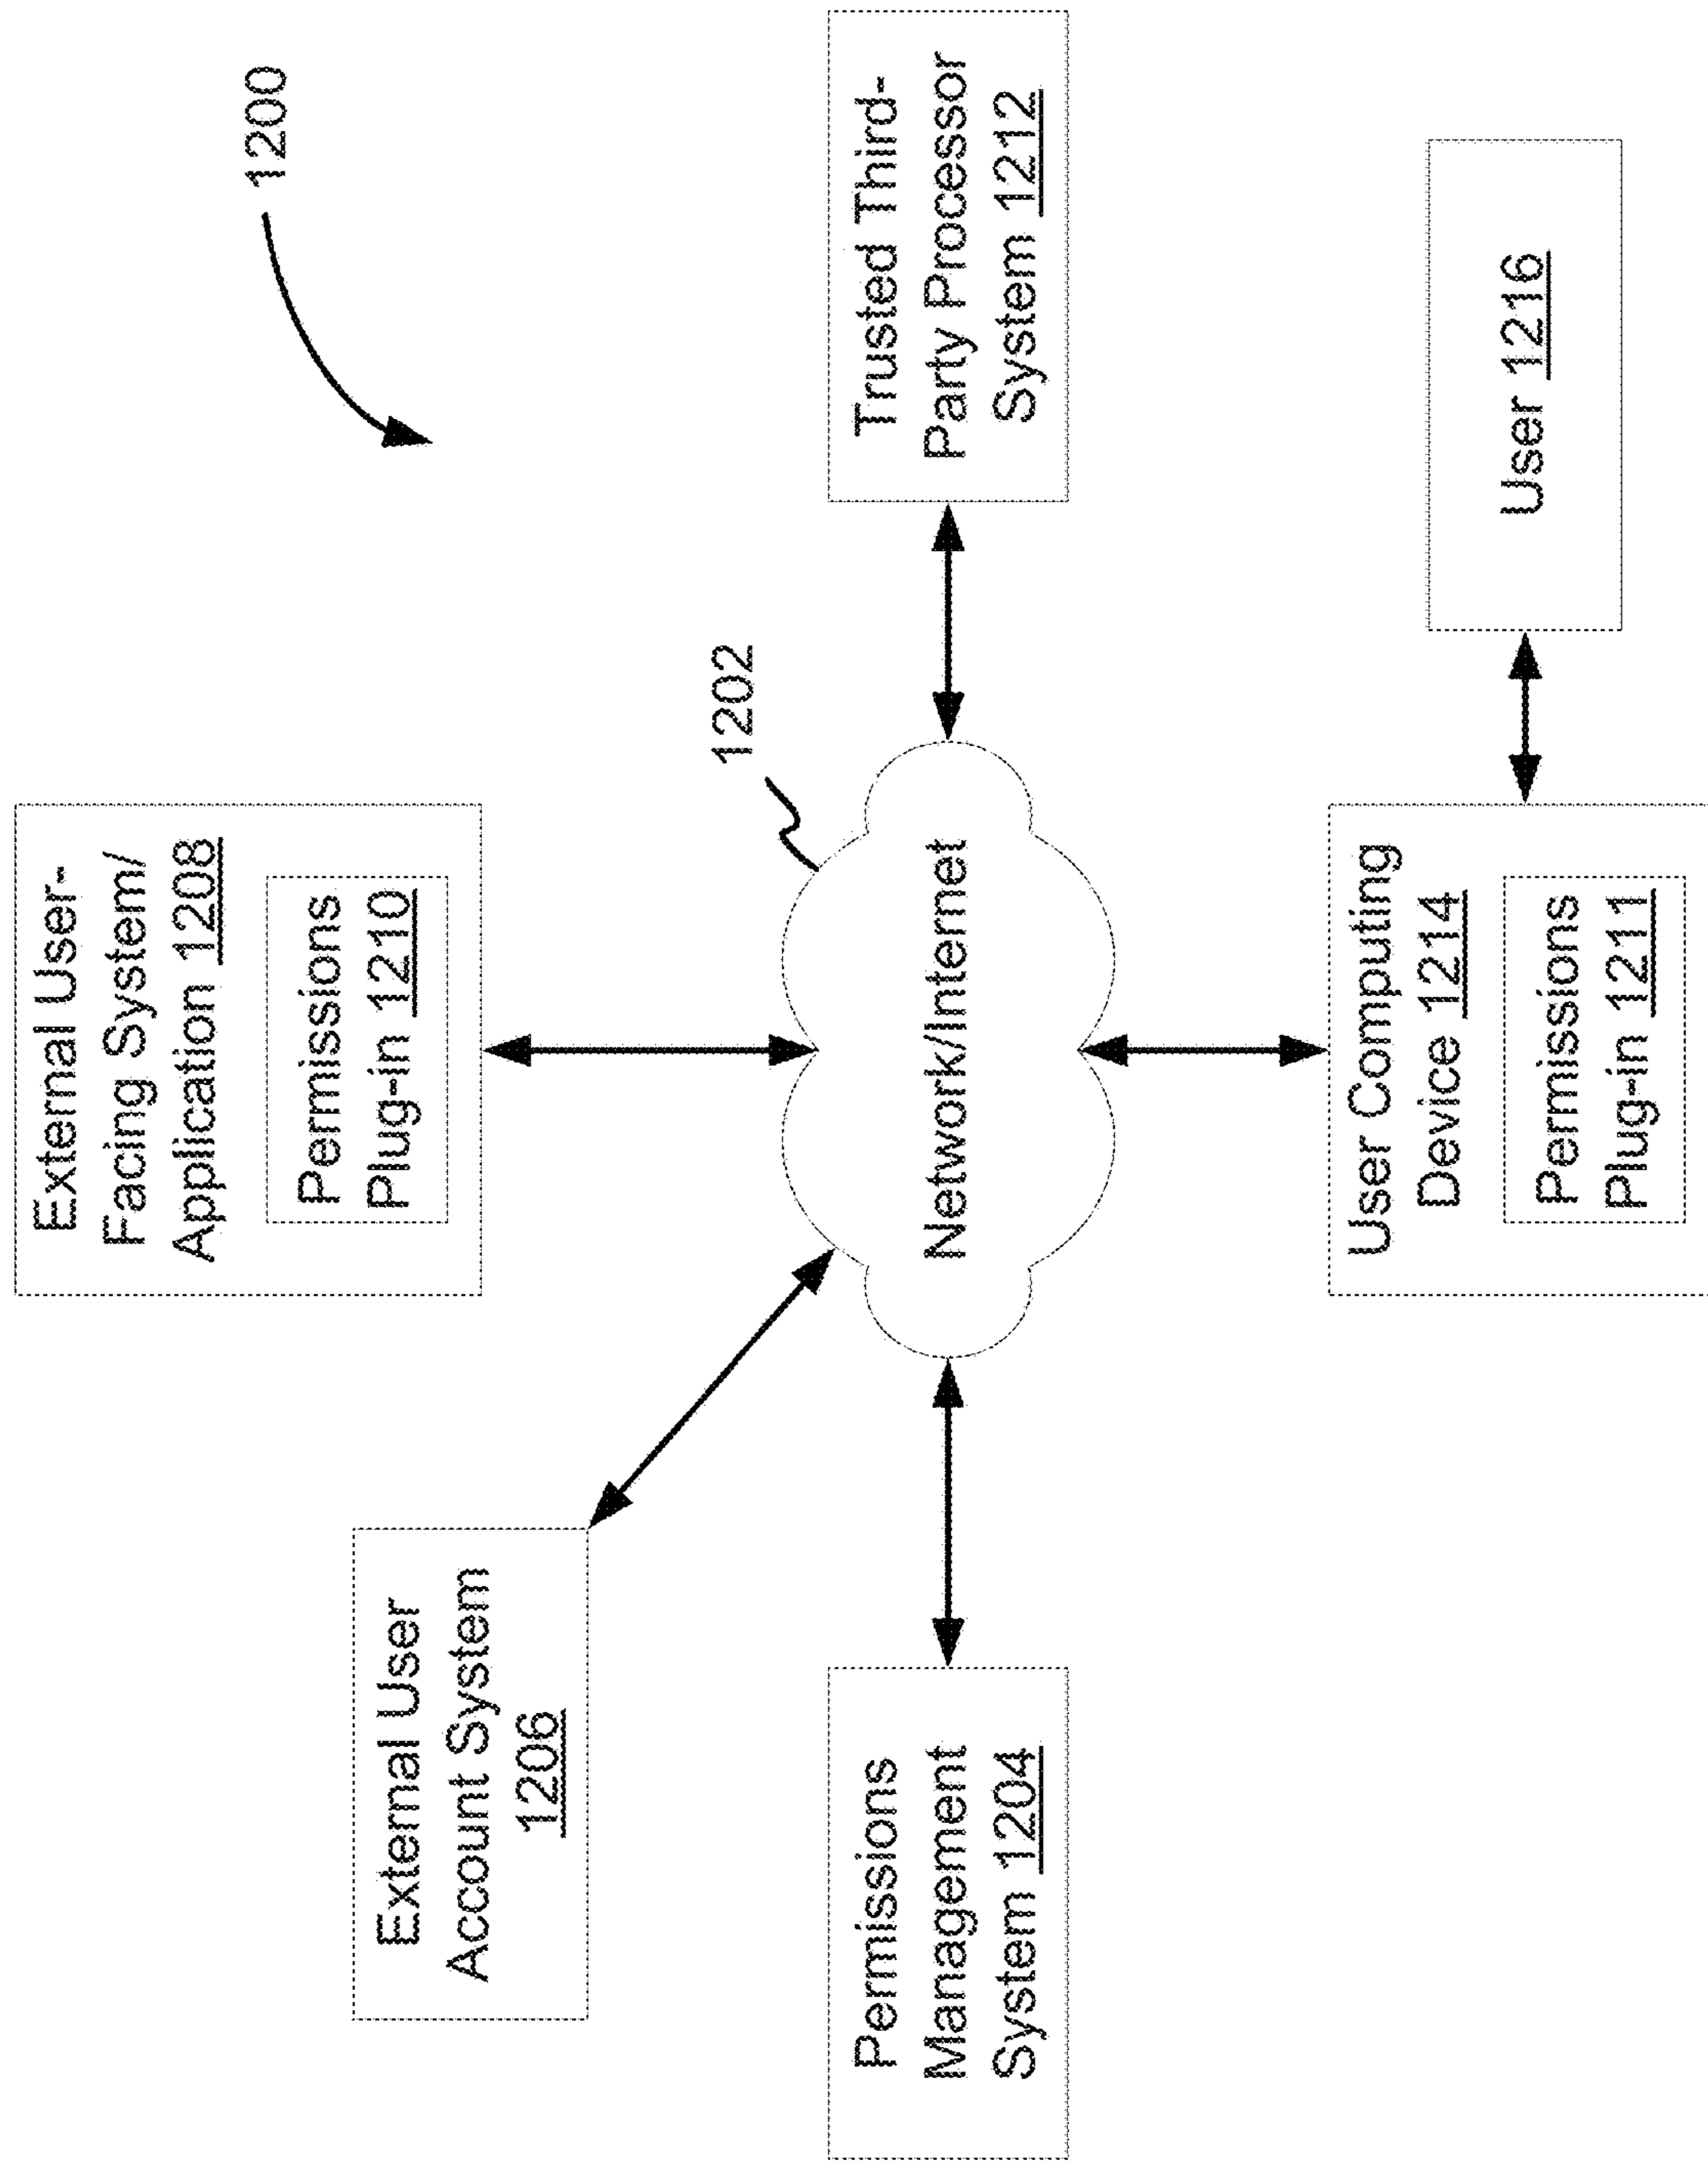 1200
External User-
Facing System/
Application 1208
Permissions
Plug-in 1210
External User
Account System
1206
1202
Network/Internet
Permissions
Management
System 1204
Trusted Third-
Party Processor
System 1212
User Computing
Device 1214
Permissions
Plug-in 1211
User 1216